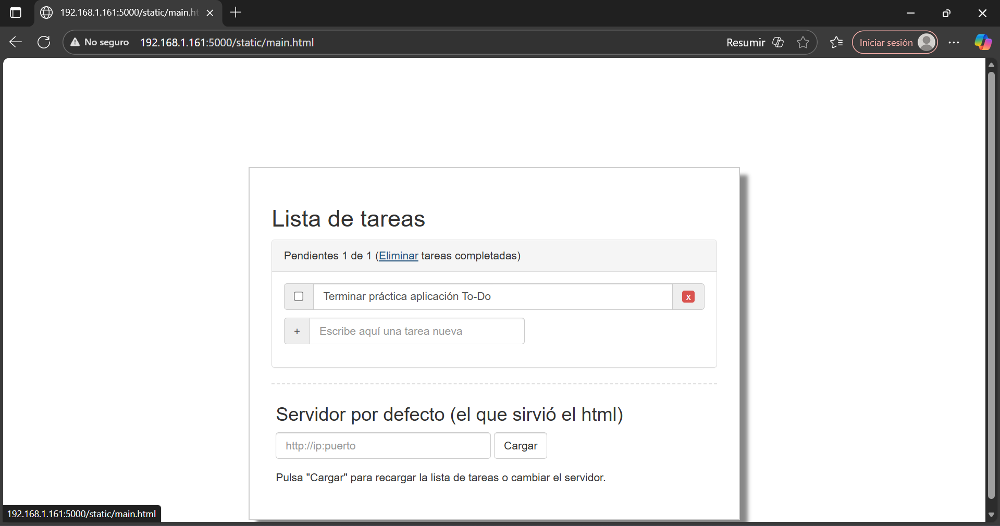 192.168.1.161:5000/static/main.ht
No seguro 192.168.1.161:5000/static/main.html Resumir Iniciar sesión
Lista de tareas
Pendientes 1 de 1 (Eliminar tareas completadas)
Terminar práctica aplicación To-Do x
+ Escribe aquí una tarea nueva
Servidor por defecto (el que sirvió el html)
http://ip:puerto Cargar
Pulsa "Cargar" para recargar la lista de tareas o cambiar el servidor.
192.168.1.161:5000/static/main.html